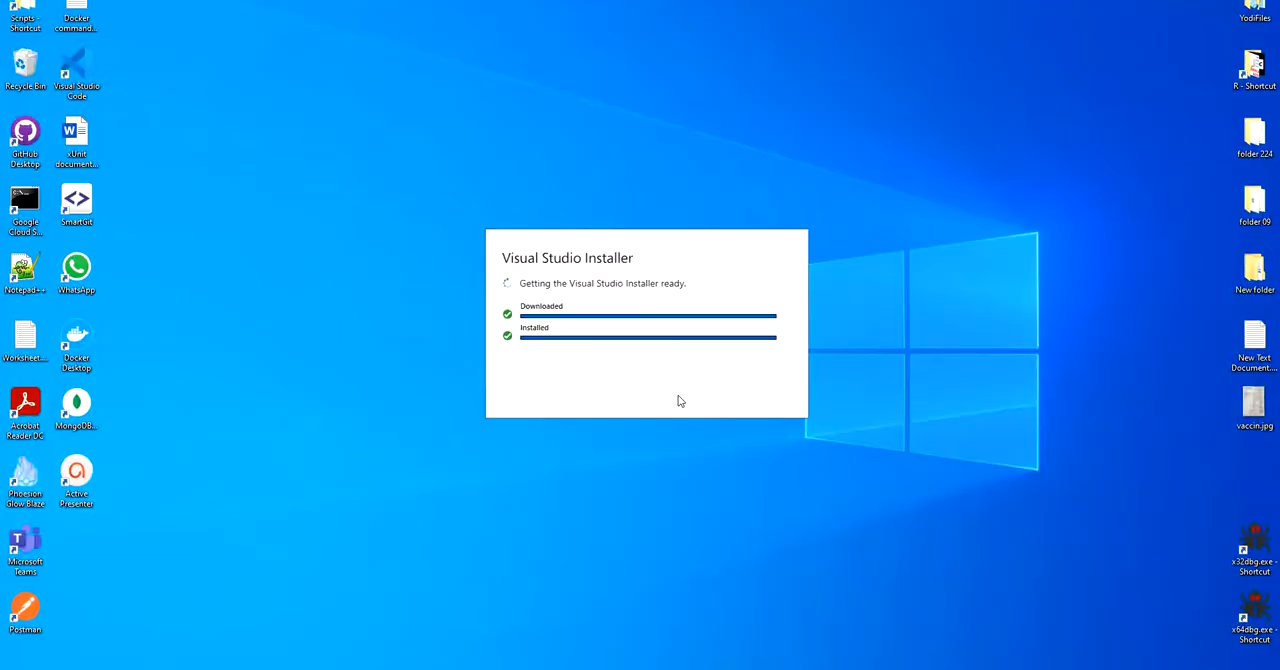 Scripts -
Shortcut
Docker
command...
Recycle Bin
Visual Studio
Code
GitHub
Desktop
xUnit
document...
Google
Cloud S...
SmartGit
Notepad++
WhatsApp
Worksheet....
Docker
Desktop
Acrobat
Reader DC
MongoDB...
Phoesion
Glow Blaze
Active
Presenter
Microsoft
Teams
Postman
Visual Studio Installer
Getting the Visual Studio Installer ready.
Downloaded
Installed
YodiFiles
R - Shortcut
folder 224
folder 09
New folder
New Text
Document....
vaccin.jpg
x32dbg.exe -
Shortcut
x64dbg.exe -
Shortcut